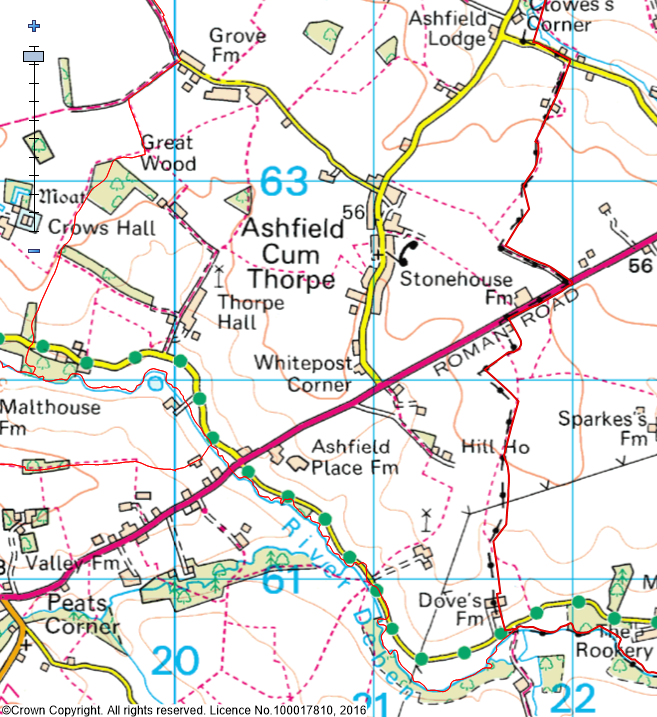 Crowes's
Corner
Ashfield
Lodge
Grove
Fm
Great
Wood
63
Moat
56
Crows Hall
Ashfield
Cum
Thorpe
Stonehouse
Fm
56
Thorpe
Hall
ROMAN ROAD
Whitepost
Corner
Malthouse
Fm
Sparkes's
Fm
Ashfield
Place Fm
Hill Ho
River Deben
Valley Fm
61
Peats
Corner
Dove's
Fm
M
The
Rookery
20
21
22
©Crown Copyright. All rights reserved. Licence No.100017810, 2016